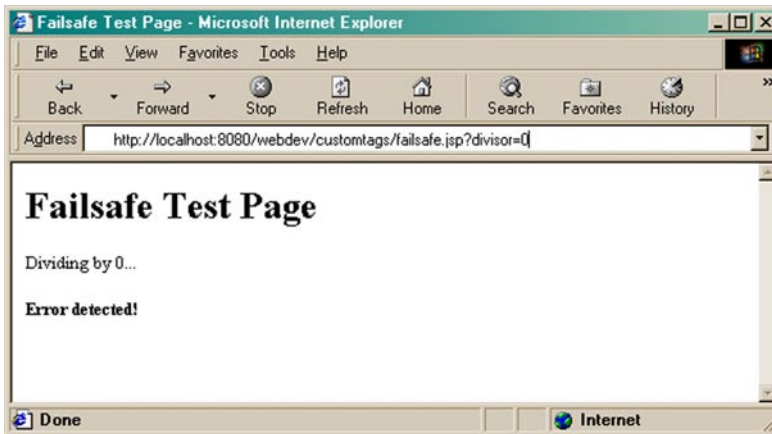 Failsafe Test Page - Microsoft Internet Explorer
File Edit View Favorites Tools Help
Back Forward Stop Refresh Home Search Favorites History »
Address http://localhost:8080/webdev/customtags/failsafe.jsp?divisor=0
Failsafe Test Page
Dividing by 0...
Error detected!
Done Internet